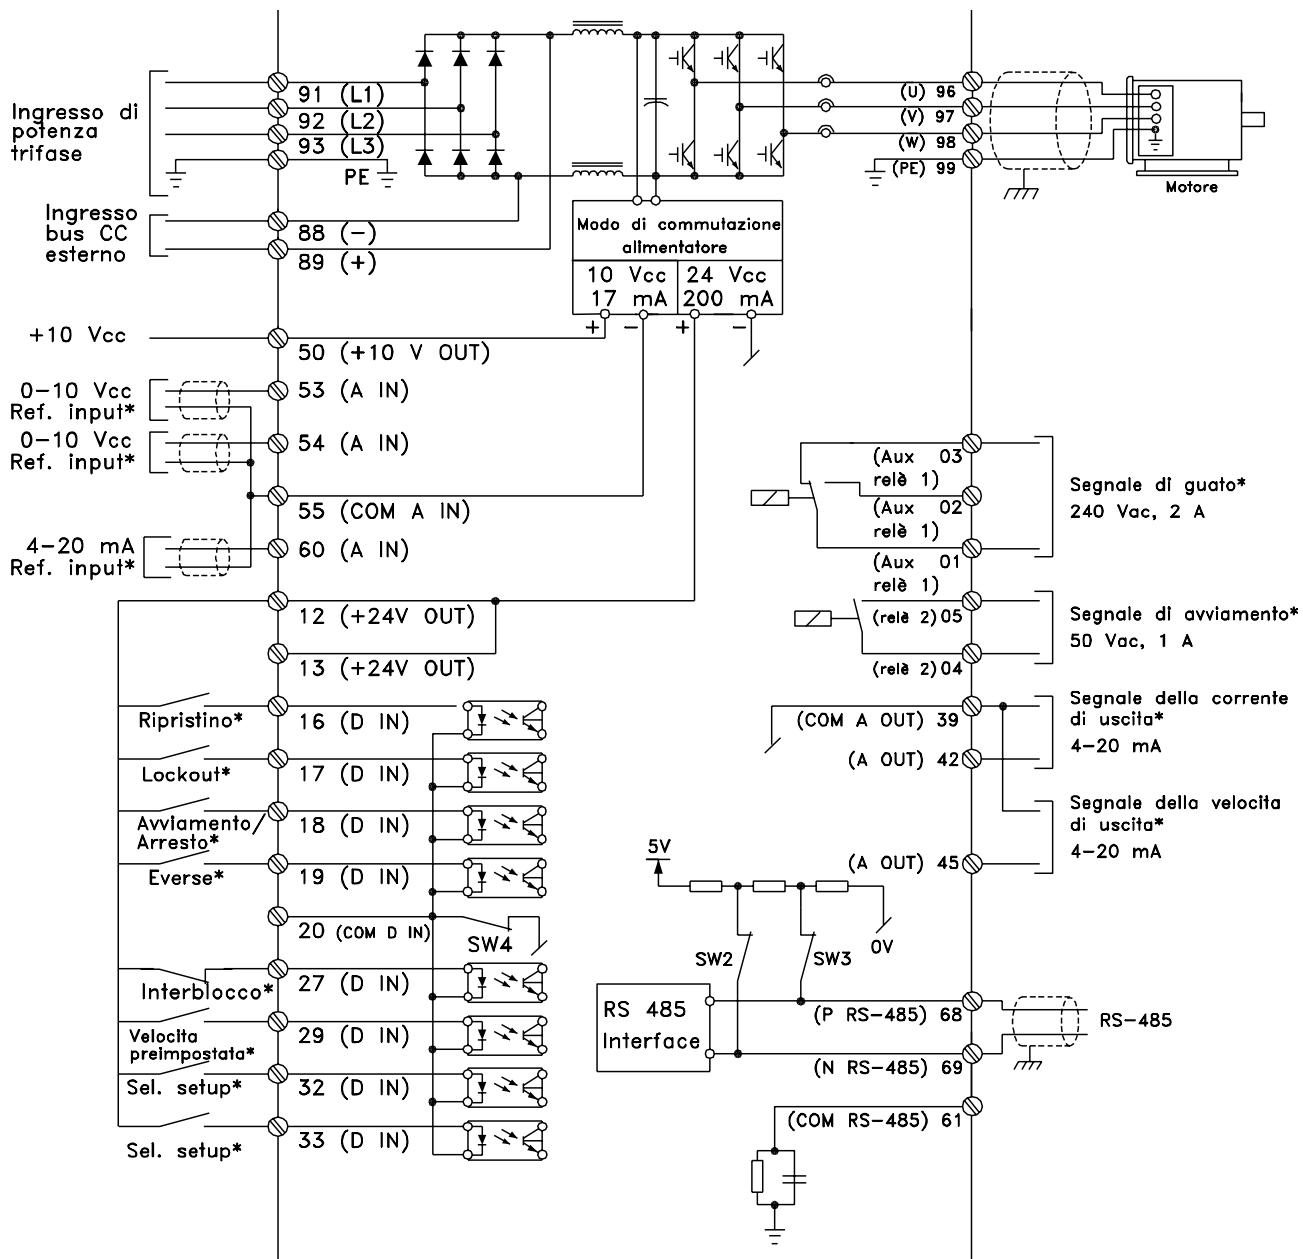 Ingresso di
potenza
trifase
91 (L1)
92 (L2)
93 (L3)
PE
Ingresso
bus CC
esterno
88 (−)
89 (+)
Modo di commutazione
alimentatore
10 Vcc
17 mA
24 Vcc
200 mA
+ − + −
(U) 96
(V) 97
(W) 98
(PE) 99
Motore
+10 Vcc
50 (+10 V OUT)
0−10 Vcc
Ref. input*
53 (A IN)
0−10 Vcc
Ref. input*
54 (A IN)
55 (COM A IN)
4−20 mA
Ref. input*
60 (A IN)
12 (+24V OUT)
13 (+24V OUT)
Ripristino*
16 (D IN)
Lockout*
17 (D IN)
Avviamento/
Arresto*
18 (D IN)
Everse*
19 (D IN)
20 (COM D IN)
SW4
Interblocco*
27 (D IN)
Velocita
preimpostata*
29 (D IN)
Sel. setup*
32 (D IN)
Sel. setup*
33 (D IN)
(Aux 03
relè 1)
(Aux 02
relè 1)
(Aux 01
relè 1)
Segnale di guato*
240 Vac, 2 A
(relè 2) 05
(relè 2) 04
Segnale di avviamento*
50 Vac, 1 A
(COM A OUT) 39
(A OUT) 42
Segnale della corrente
di uscita*
4−20 mA
(A OUT) 45
Segnale della velocita
di uscita*
4−20 mA
5V
0V
SW2
SW3
RS 485
Interface
(P RS−485) 68
(N RS−485) 69
RS−485
(COM RS−485) 61